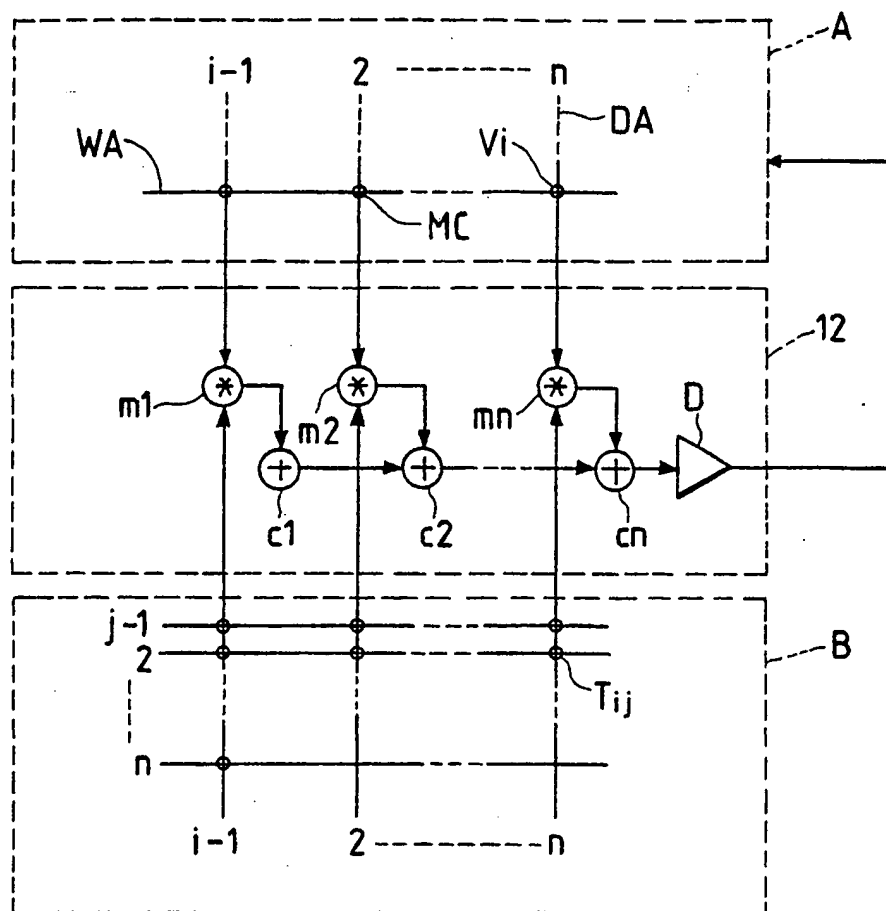 A
i-1 2 n
DA
WA
Vi
MC
12
m1 * m2 * mn * D
+ + +
c1 c2 cn
j-1
2
B
Tij
n
i-1 2 n